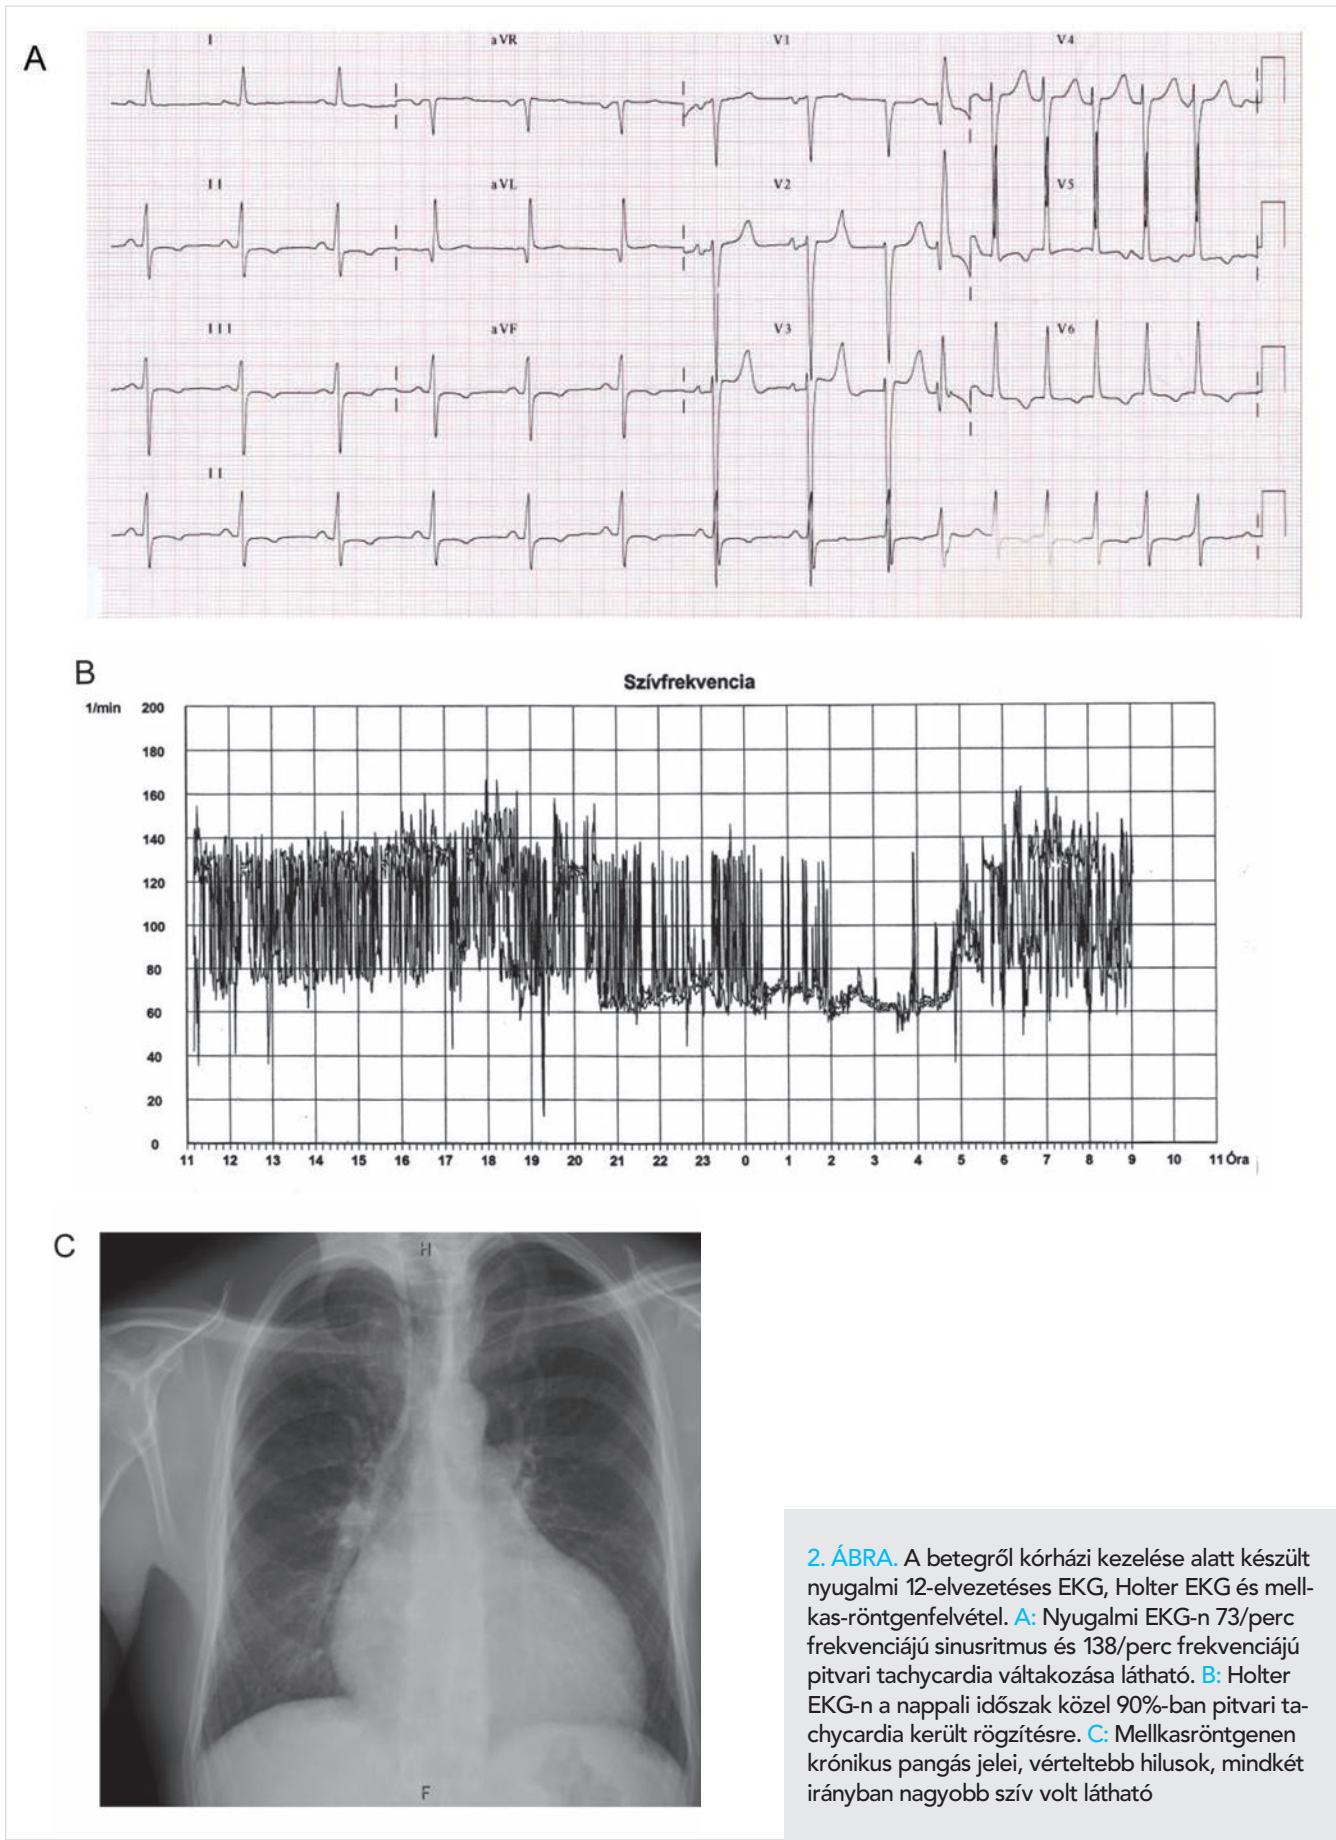 A
I aVR V1 V4
II aVL V2 V5
III aVF V3 V6
II
B
Szívfrekvencia
1/min 200
180
160
140
120
100
80
60
40
20
0
11 12 13 14 15 16 17 18 19 20 21 22 23 0 1 2 3 4 5 6 7 8 9 10 11 Óra
C
H
F
2. ÁBRA. A betegről kórházi kezelése alatt készült
nyugalmi 12-elvezetéses EKG, Holter EKG és mell-
kas-röntgenfelvétel. A: Nyugalmi EKG-n 73/perc
frekvenciájú sinusritmus és 138/perc frekvenciájú
pitvari tachycardia váltakozása látható. B: Holter
EKG-n a nappali időszak közel 90%-ban pitvari ta-
chycardia került rögzítésre. C: Mellkasröntgenen
krónikus pangás jelei, vérteltebb hilusok, mindkét
irányban nagyobb szív volt látható